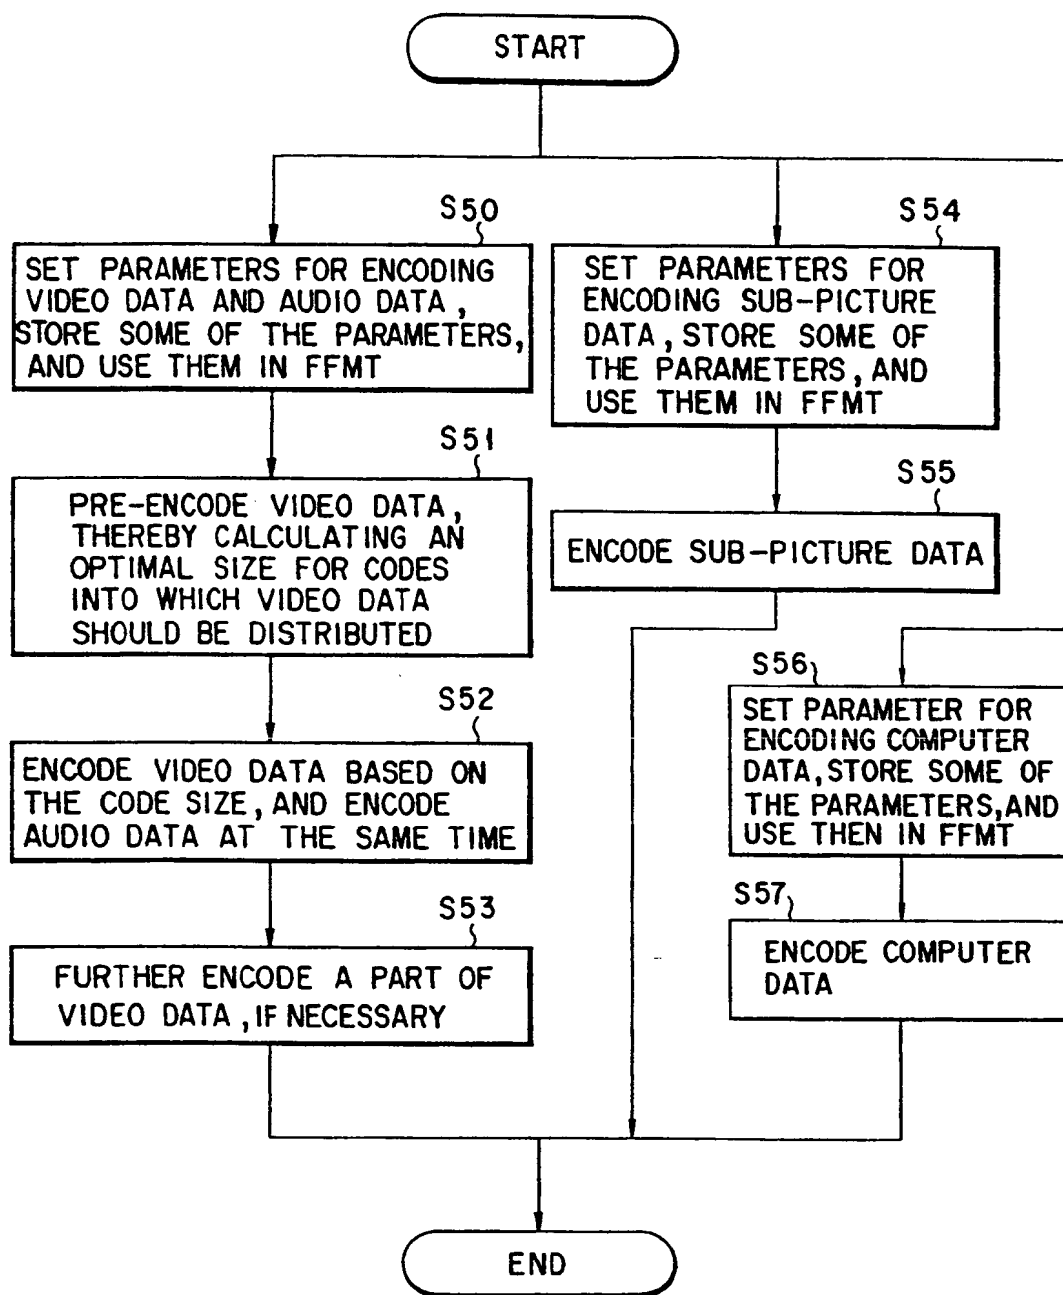 START
S50
SET PARAMETERS FOR ENCODING
VIDEO DATA AND AUDIO DATA,
STORE SOME OF THE PARAMETERS,
AND USE THEM IN FFMT
S51
PRE-ENCODE VIDEO DATA,
THEREBY CALCULATING AN
OPTIMAL SIZE FOR CODES
INTO WHICH VIDEO DATA
SHOULD BE DISTRIBUTED
S52
ENCODE VIDEO DATA BASED ON
THE CODE SIZE, AND ENCODE
AUDIO DATA AT THE SAME TIME
S53
FURTHER ENCODE A PART OF
VIDEO DATA, IF NECESSARY
S54
SET PARAMETERS FOR
ENCODING SUB-PICTURE
DATA, STORE SOME OF
THE PARAMETERS, AND
USE THEM IN FFMT
S55
ENCODE SUB-PICTURE DATA
S56
SET PARAMETER FOR
ENCODING COMPUTER
DATA, STORE SOME OF
THE PARAMETERS, AND
USE THEN IN FFMT
S57
ENCODE COMPUTER
DATA
END